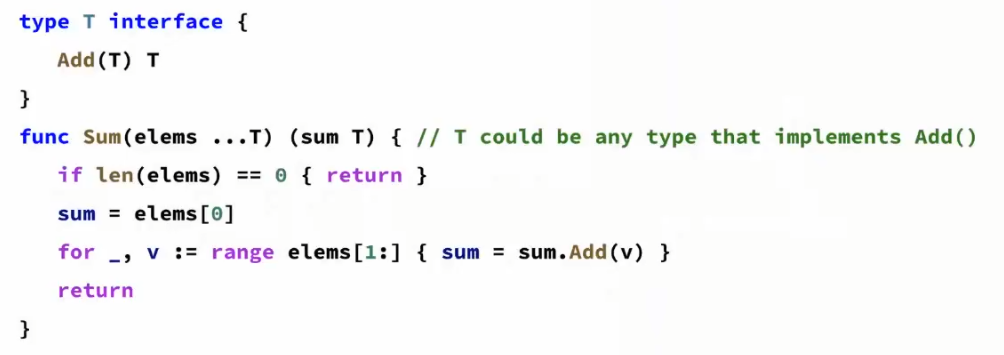 type T interface {
Add(T) T
}
func Sum(elems ...T) (sum T) { // T could be any type that implements Add()
if len(elems) == 0 { return }
sum = elems[0]
for _, v := range elems[1:] { sum = sum.Add(v) }
return
}